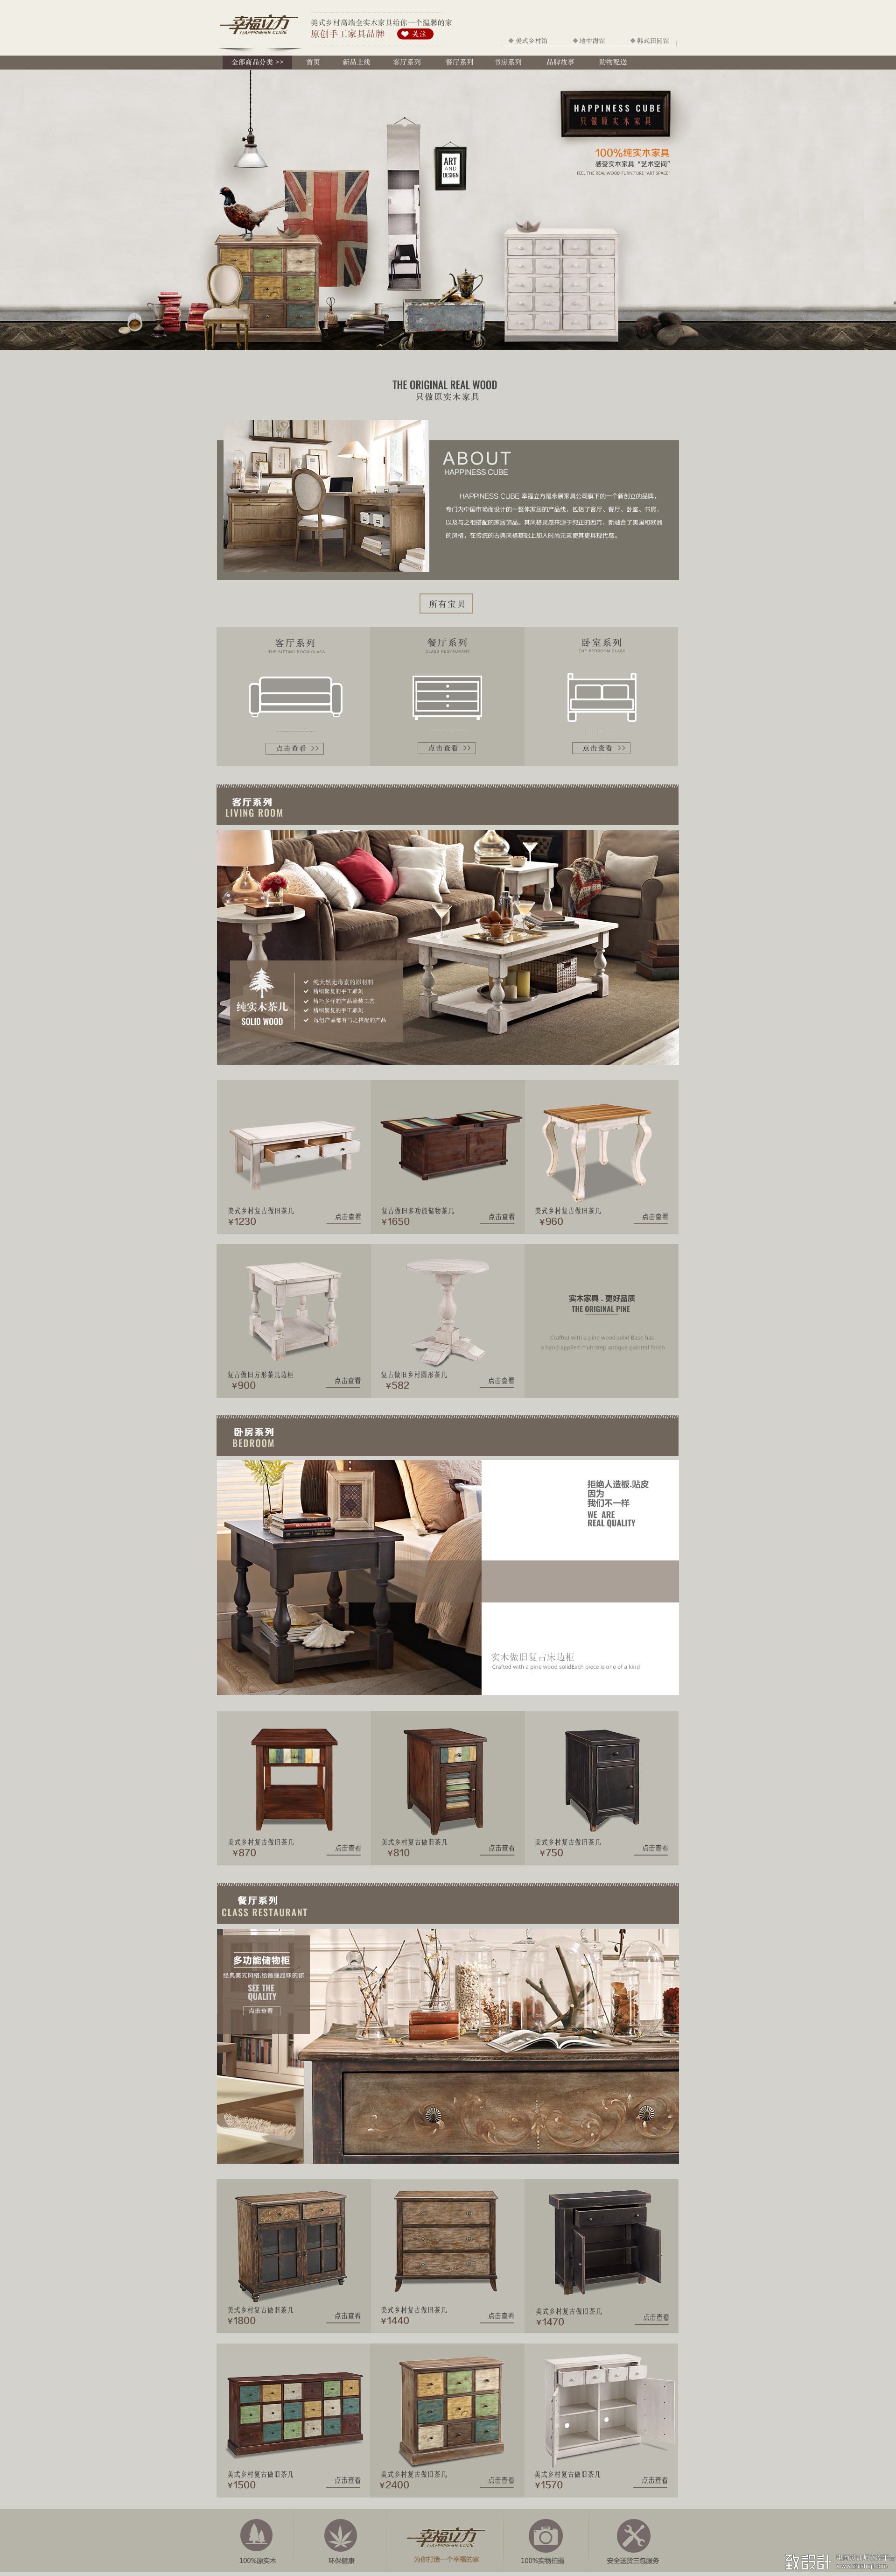 幸福立方
HAPPINESS CUBE
美式乡村高端全实木家具给你一个温馨的家
原创手工家具品牌
关注
美式乡村馆 地中海馆 韩式田园馆
全部商品分类 >> 首页 新品上线 客厅系列 餐厅系列 书房系列 品牌故事 购物配送
HAPPINESS CUBE
只做原实木家具
100%纯实木家具
感受实木家具 “艺术空间”
FEEL THE REAL WOOD FURNITURE "ART SPACE"
ART
AND
DESIGN
THE ORIGINAL REAL WOOD
只做原实木家具
ABOUT
HAPPINESS CUBE
HAPPINESS CUBE 幸福立方是永丽家具公司旗下的一个新创立的品牌,
专门为中国市场而设计的一整体家居的产品线，包括了客厅、餐厅、卧室、书房，
以及与之相搭配的家居饰品。其风格灵感来源于纯正的西方，新融合了美国和欧洲
的风格，在传统的古典风格基础上加入时尚元素使其更具现代感。
所有宝贝
客厅系列
THE SITTING ROOM CLASS
点击查看 >>
餐厅系列
CLASS RESTAURANT
点击查看 >>
卧室系列
THE BEDROOM CLASS
点击查看 >>
客厅系列
LIVING ROOM
纯实木茶几
SOLID WOOD
纯天然无毒素的原材料
精细繁复的手工雕刻
精巧多样的产品涂装工艺
精细繁复的手工雕刻
每组产品都有与之搭配的产品
美式乡村复古做旧茶几
¥1230
点击查看
复古做旧多功能储物茶几
¥1650
点击查看
美式乡村复古做旧茶几
¥960
点击查看
复古做旧方形茶几边柜
¥900
点击查看
复古做旧乡村圆形茶几
¥582
点击查看
实木家具 . 更好品质
THE ORIGINAL PINE
Crafted with a pine wood solid Base has
a hand-applied multi-step antique painted finish
卧房系列
BEDROOM
拒绝人造板.贴皮
因为
我们不一样
WE ARE
REAL QUALITY
实木做旧复古床边柜
Crafted with a pine wood solidEach piece is one of a kind
美式乡村复古做旧茶几
¥870
点击查看
美式乡村复古做旧茶几
¥810
点击查看
美式乡村复古做旧茶几
¥750
点击查看
餐厅系列
CLASS RESTAURANT
多功能储物柜
经典美式风格,给最懂品味的你
SEE THE
QUALITY
点击查看
美式乡村复古做旧茶几
¥1800
点击查看
美式乡村复古做旧茶几
¥1440
点击查看
美式乡村复古做旧茶几
¥1470
点击查看
美式乡村复古做旧茶几
¥1500
点击查看
美式乡村复古做旧茶几
¥2400
点击查看
美式乡村复古做旧茶几
¥1570
点击查看
100%原实木
环保健康
幸福立方
HAPPINESS CUBE
为你打造一个幸福的家
100%实物拍摄
安全送货三包服务
致設計